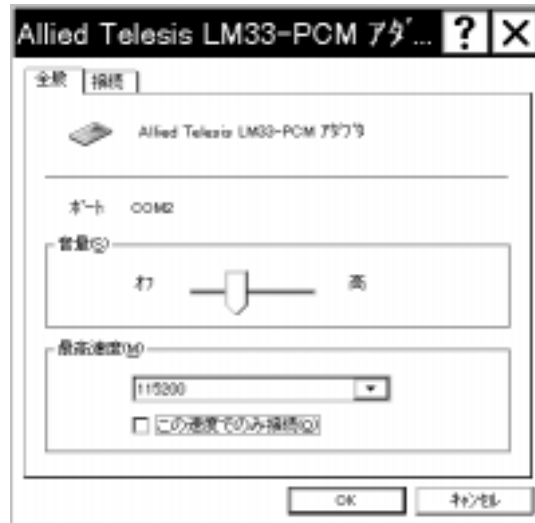 Allied Telesis LM33-PCM ｱﾀﾞ...
全般 接続
Allied Telesis LM33-PCM ｱﾀﾞﾌﾟﾀ
ﾎﾟｰﾄ COM2
音量(S)
ｵﾌ 高
最高速度(M)
115200
この速度でのみ接続(O)
OK ｷｬﾝｾﾙ